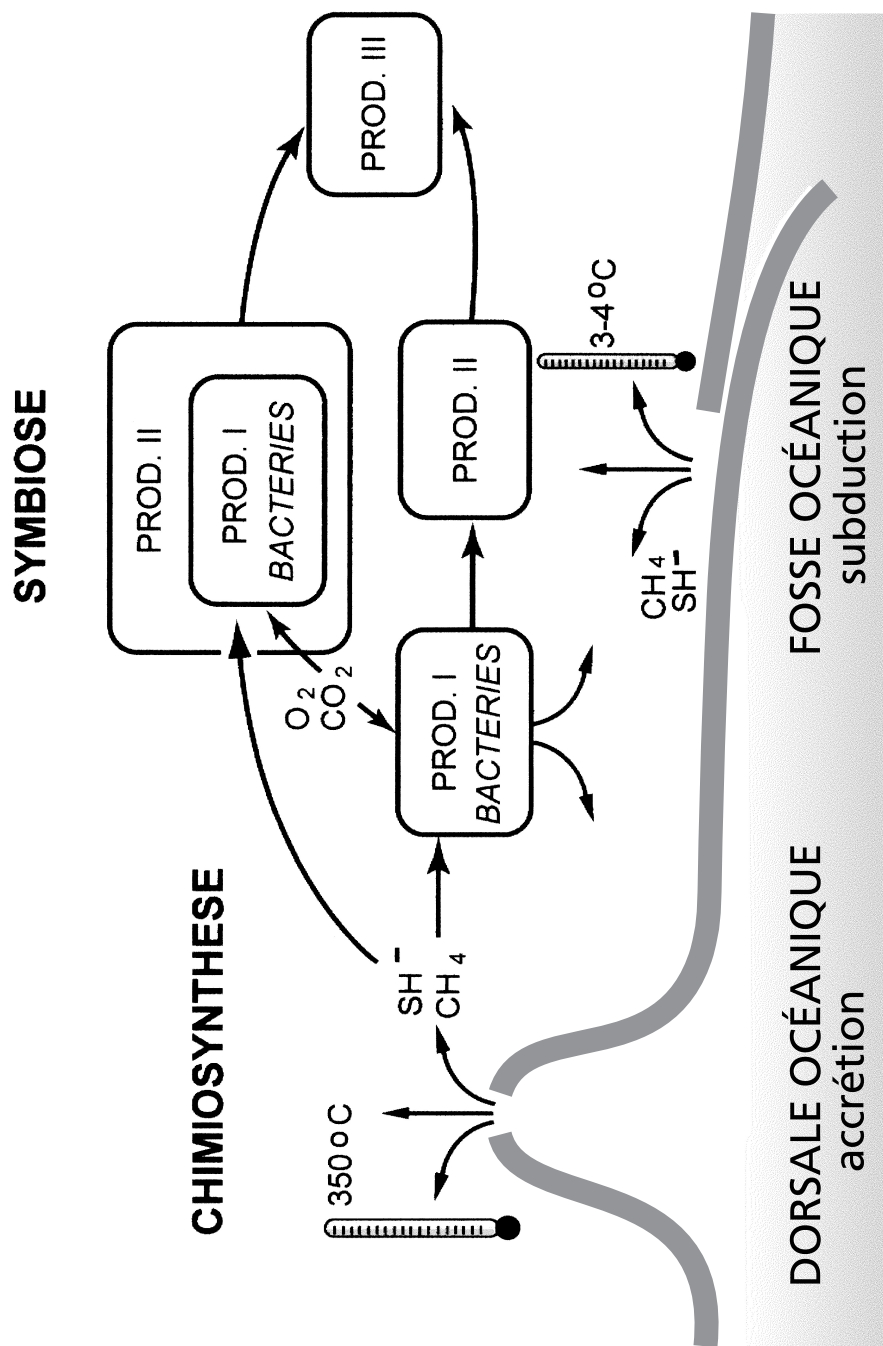 SYMBIOSE
CHIMIOSYNTHESE
PROD. II
PROD. I
BACTERIES
PROD. III
O2
CO2
350°C
SH⁻
CH4
PROD. I
BACTERIES
PROD. II
3-4°C
CH4
SH⁻
DORSALE OCÉANIQUE
accrétion
FOSSE OCÉANIQUE
subduction